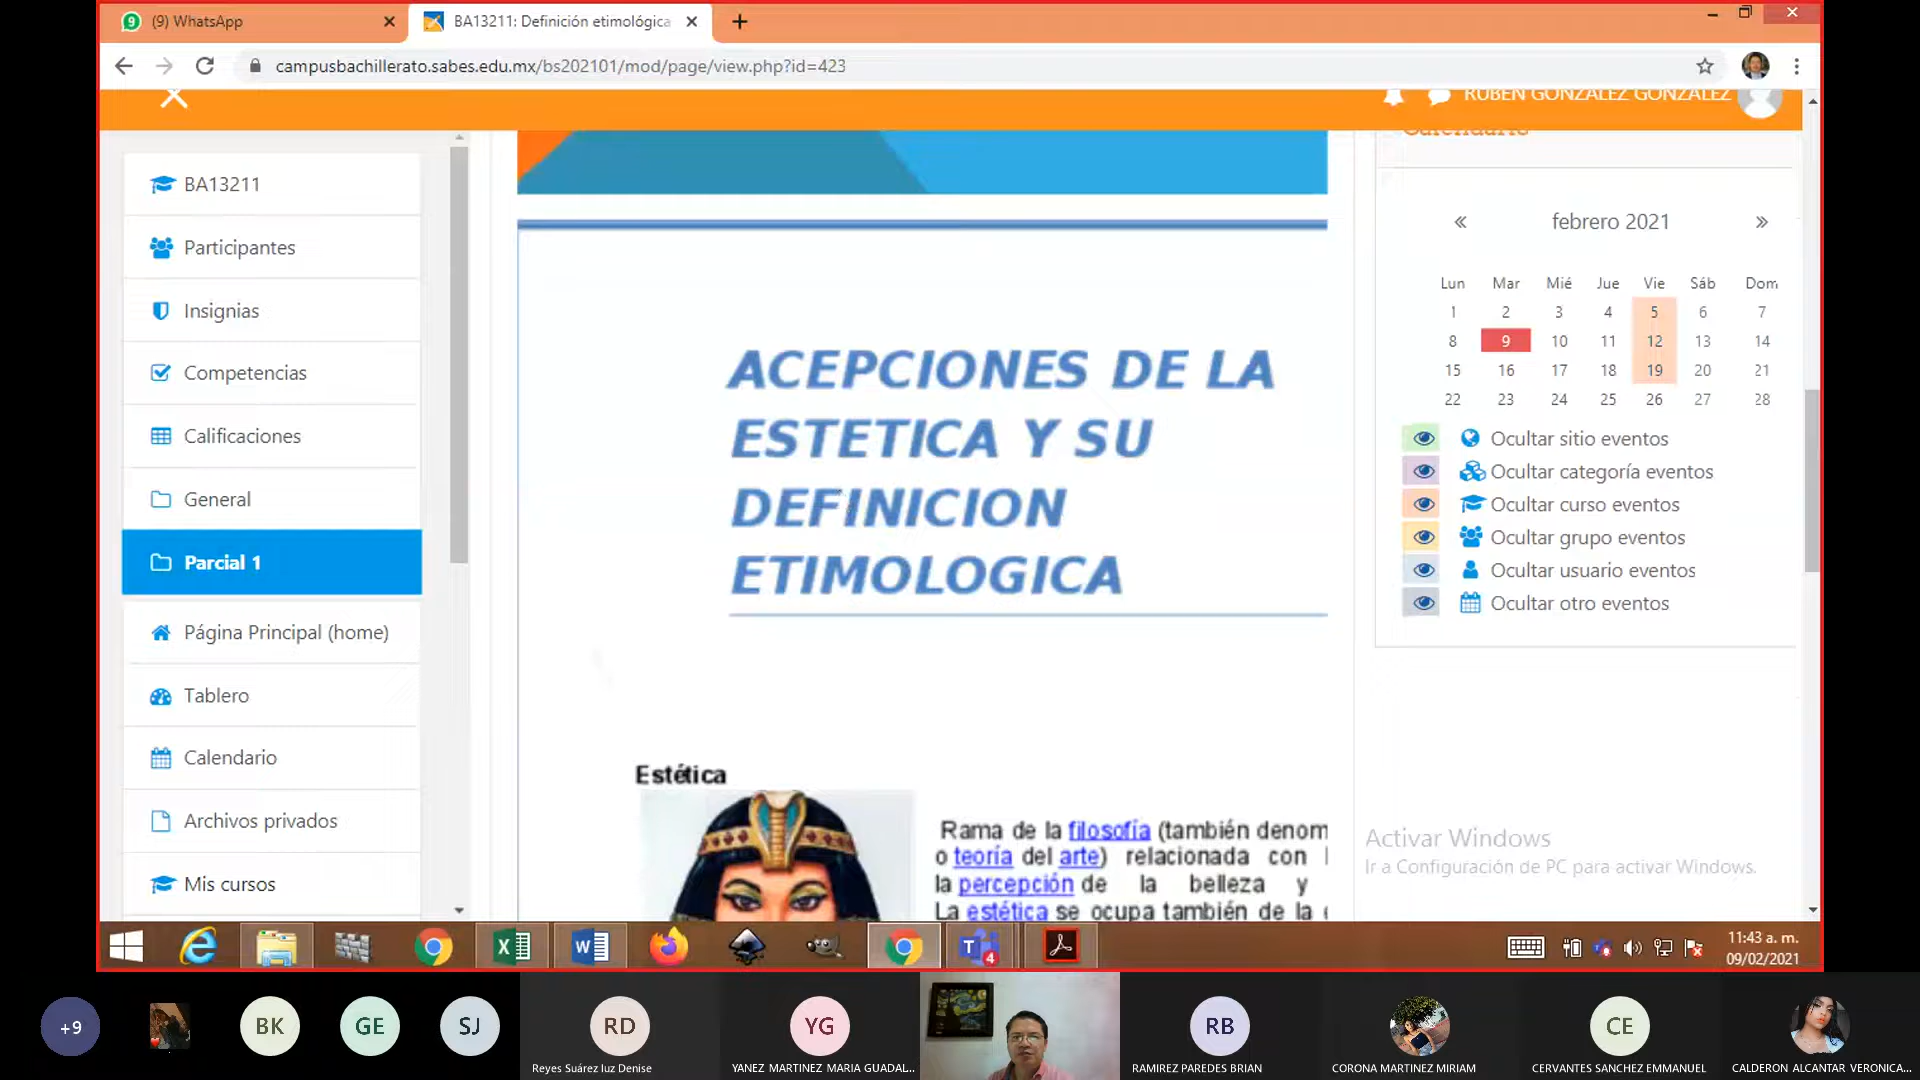 9
(9) WhatsApp
BA13211: Definición etimológica
campusbachillerato.sabes.edu.mx/bs202101/mod/page/view.php?id=423
RUBEN GONZALEZ GONZALEZ
Calendario
BA13211
Participantes
Insignias
Competencias
Calificaciones
General
Parcial 1
Página Principal (home)
Tablero
Calendario
Archivos privados
Mis cursos
ACEPCIONES DE LA
ESTETICA Y SU
DEFINICION
ETIMOLOGICA
Estética
Rama de la filosofía (también denom
o teoría del arte) relacionada con
la percepción de la belleza y
La estética se ocupa también de la
« febrero 2021 »
Lun Mar Mié Jue Vie Sáb Dom
1 2 3 4 5 6 7
8 9 10 11 12 13 14
15 16 17 18 19 20 21
22 23 24 25 26 27 28
Ocultar sitio eventos
Ocultar categoría eventos
Ocultar curso eventos
Ocultar grupo eventos
Ocultar usuario eventos
Ocultar otro eventos
Activar Windows
Ir a Configuración de PC para activar Windows.
4
11:43 a. m.
09/02/2021
+9
BK
GE
SJ
RD
YG
RB
CE
Reyes Suárez luz Denise
YANEZ MARTINEZ MARIA GUADAL...
RAMIREZ PAREDES BRIAN
CORONA MARTINEZ MIRIAM
CERVANTES SANCHEZ EMMANUEL
CALDERON ALCANTAR VERONICA...